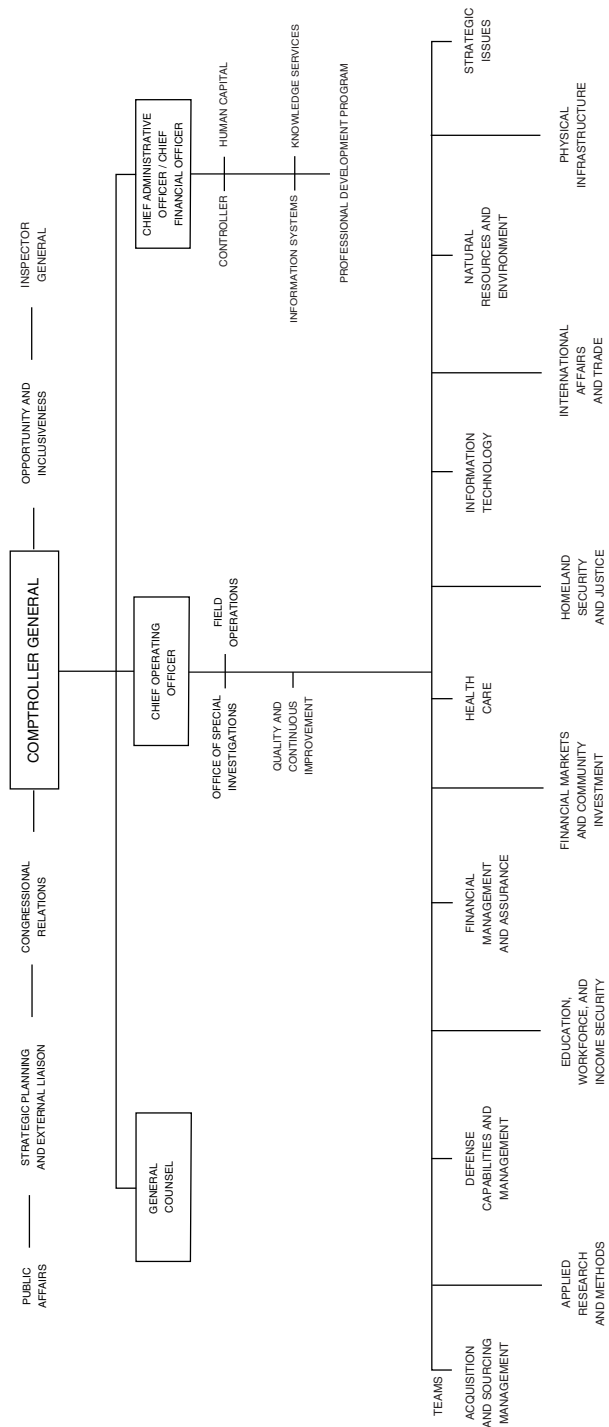 PUBLIC
AFFAIRS
STRATEGIC PLANNING
AND EXTERNAL LIAISON
CONGRESSIONAL
RELATIONS
COMPTROLLER GENERAL
OPPORTUNITY AND
INCLUSIVENESS
INSPECTOR
GENERAL
GENERAL
COUNSEL
CHIEF OPERATING
OFFICER
CHIEF ADMINISTRATIVE
OFFICER / CHIEF
FINANCIAL OFFICER
OFFICE OF SPECIAL
INVESTIGATIONS
FIELD
OPERATIONS
QUALITY AND
CONTINUOUS
IMPROVEMENT
CONTROLLER
HUMAN CAPITAL
INFORMATION SYSTEMS
KNOWLEDGE SERVICES
PROFESSIONAL DEVELOPMENT PROGRAM
TEAMS
ACQUISITION
AND SOURCING
MANAGEMENT
APPLIED
RESEARCH
AND METHODS
DEFENSE
CAPABILITIES AND
MANAGEMENT
EDUCATION,
WORKFORCE, AND
INCOME SECURITY
FINANCIAL
MANAGEMENT
AND ASSURANCE
FINANCIAL MARKETS
AND COMMUNITY
INVESTMENT
HEALTH
CARE
HOMELAND
SECURITY
AND JUSTICE
INFORMATION
TECHNOLOGY
INTERNATIONAL
AFFAIRS
AND TRADE
NATURAL
RESOURCES AND
ENVIRONMENT
PHYSICAL
INFRASTRUCTURE
STRATEGIC
ISSUES